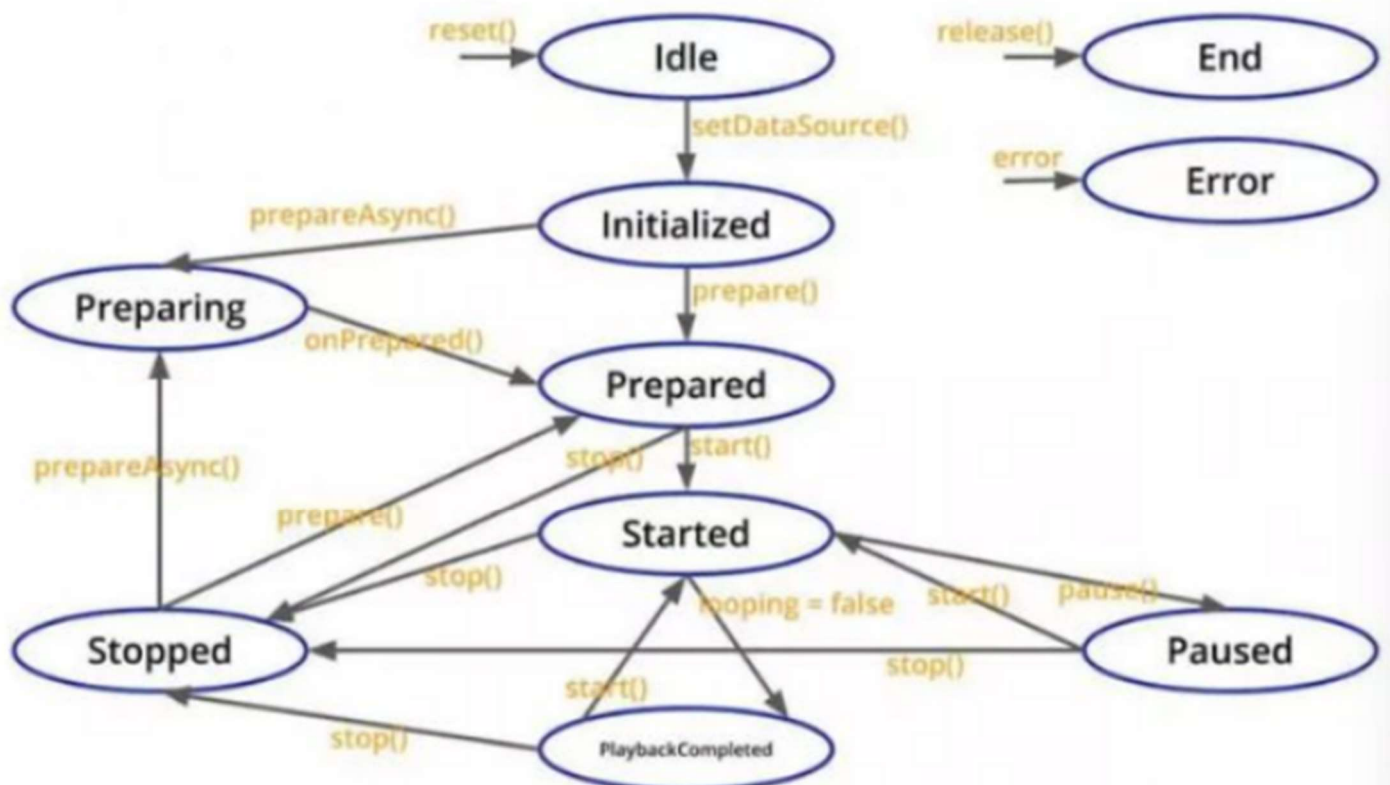 reset()
Idle
release()
End
setDataSource()
error
Error
prepareAsync()
Initialized
Preparing
prepare()
onPrepared()
Prepared
start()
stop()
prepareAsync()
prepare()
Started
stop()
looping = false
start()
pause()
Stopped
stop()
Paused
start()
stop()
PlaybackCompleted